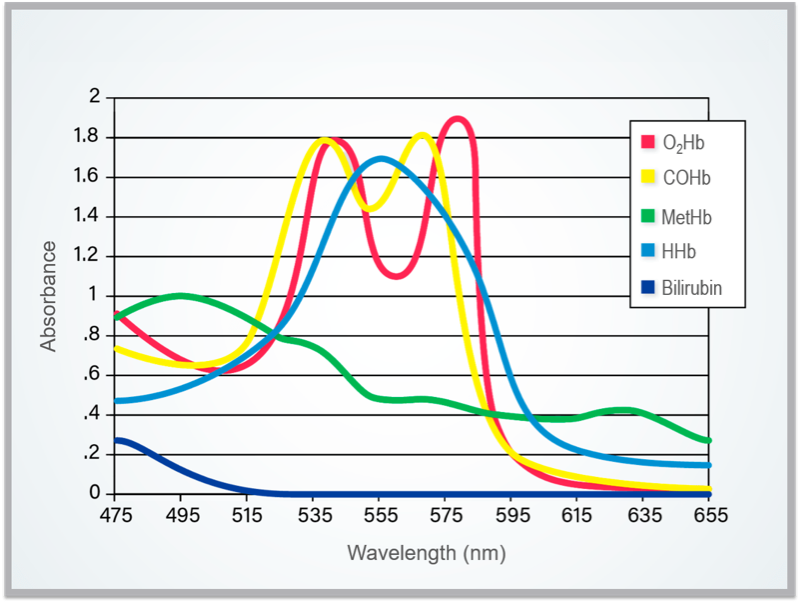 2
1.8
1.6
1.4
1.2
1
.8
.6
.4
.2
0
475 495 515 535 555 575 595 615 635 655
Absorbance
Wavelength (nm)
O₂Hb
COHb
MetHb
HHb
Bilirubin